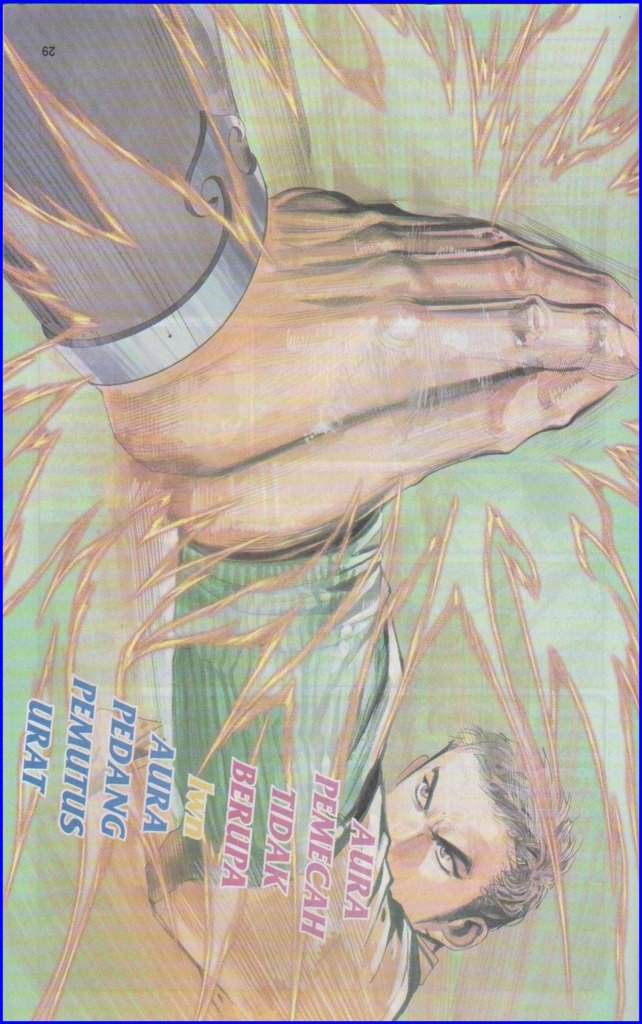 29
AURA
PEMECAH
TIDAK
BERUPA
lwn
AURA
PEDANG
PEMUTUS
URAT